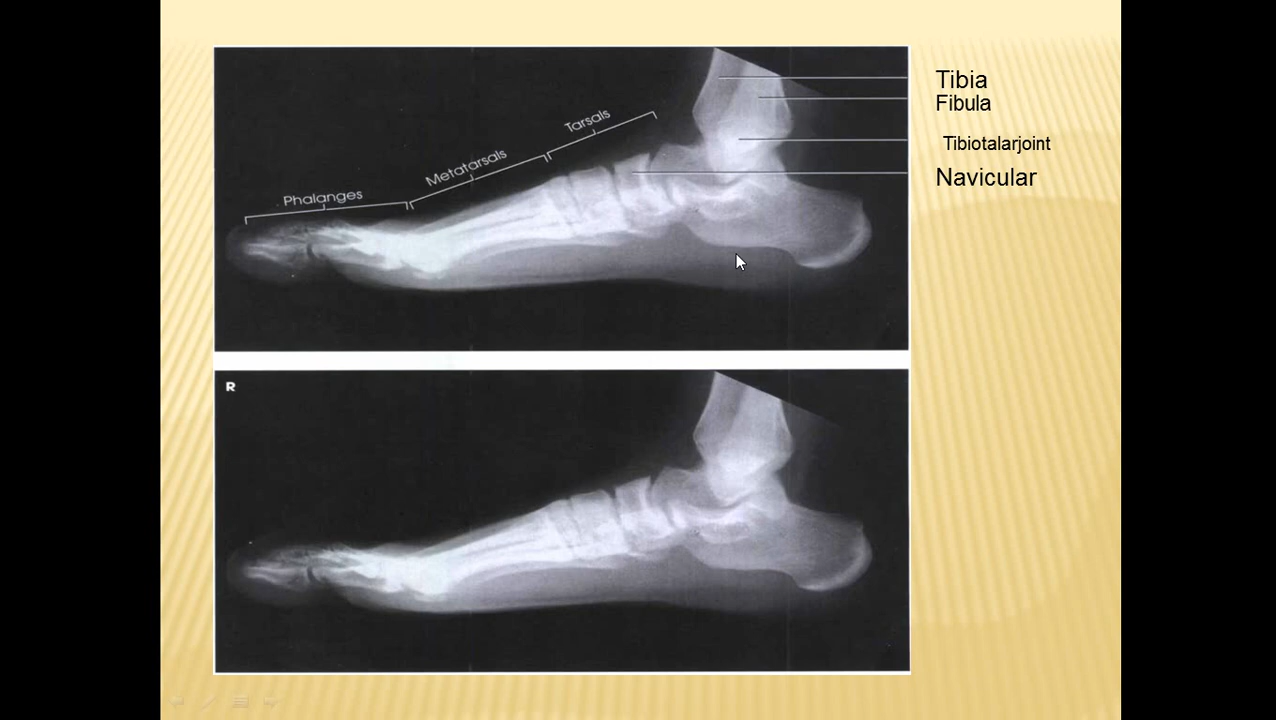 Tibia
Fibula
Tarsals
Tibiotalarjoint
Metatarsals
Navicular
Phalanges
R